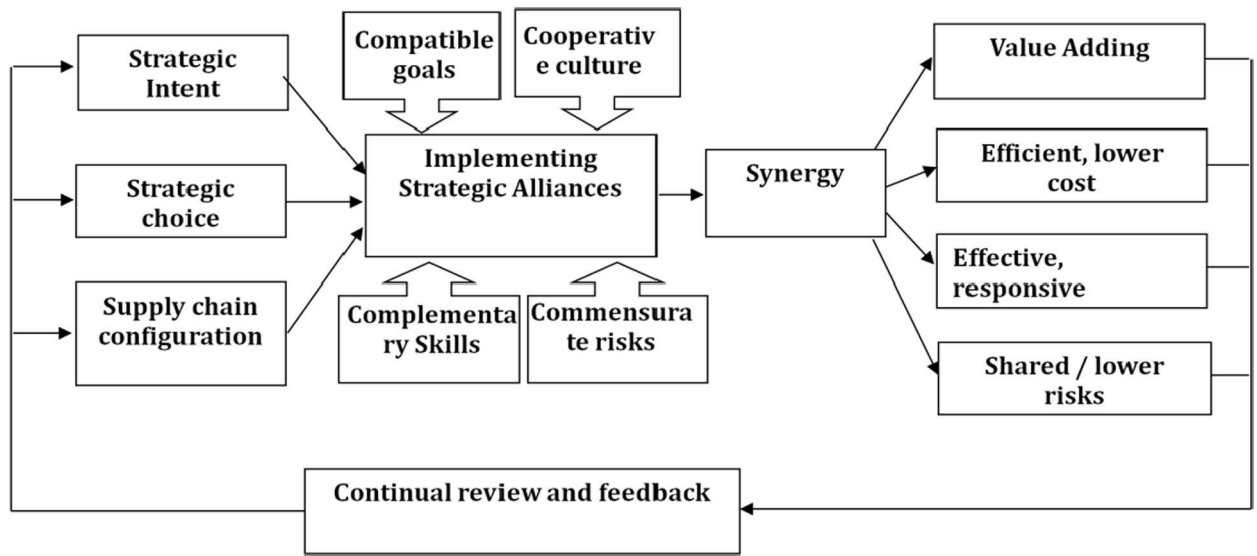 Strategic
Intent
Strategic
choice
Supply chain
configuration
Compatible
goals
Cooperativ
e culture
Implementing
Strategic Alliances
Complementa
ry Skills
Commensura
te risks
Synergy
Value Adding
Efficient, lower
cost
Effective,
responsive
Shared / lower
risks
Continual review and feedback